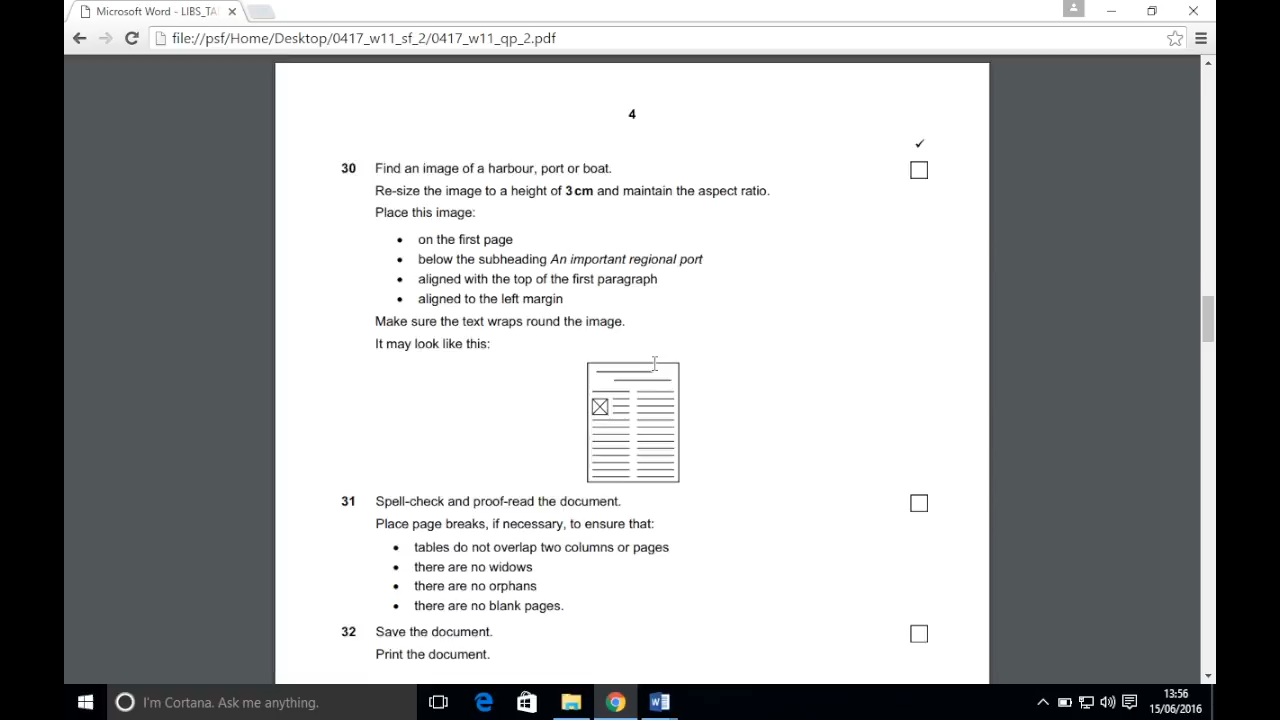 Microsoft Word - LIBS_TA
file://psf/Home/Desktop/0417_w11_sf_2/0417_w11_qp_2.pdf
4
✓
30 Find an image of a harbour, port or boat.
Re-size the image to a height of 3 cm and maintain the aspect ratio.
Place this image:
• on the first page
• below the subheading An important regional port
• aligned with the top of the first paragraph
• aligned to the left margin
Make sure the text wraps round the image.
It may look like this:
31 Spell-check and proof-read the document.
Place page breaks, if necessary, to ensure that:
• tables do not overlap two columns or pages
• there are no widows
• there are no orphans
• there are no blank pages.
32 Save the document.
Print the document.
I'm Cortana. Ask me anything.
13:56
15/06/2016